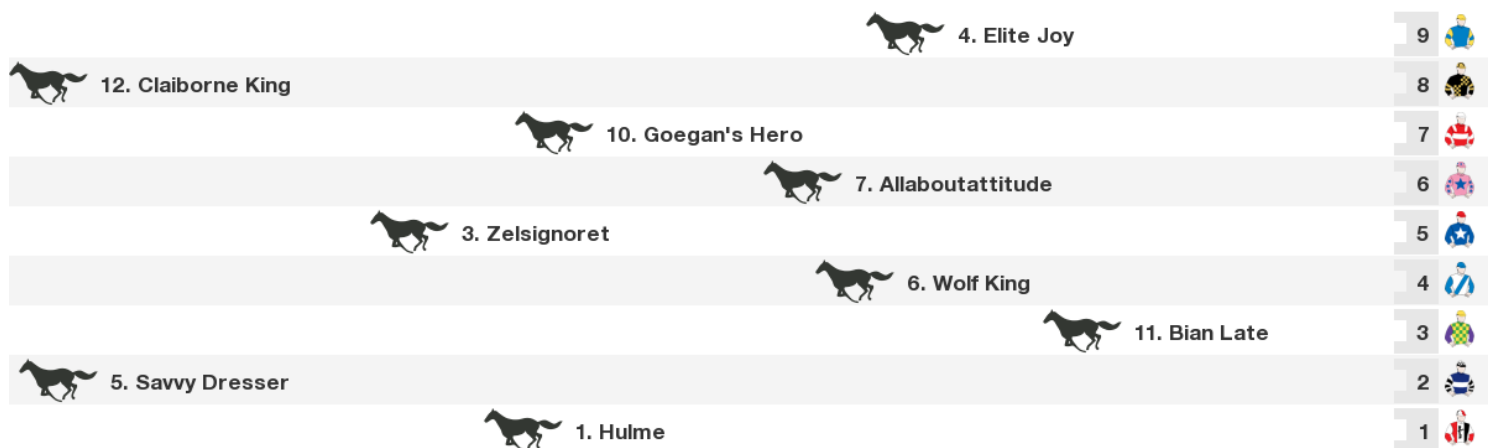 4. Elite Joy 9
12. Claiborne King 8
10. Goegan's Hero 7
7. Allaboutattitude 6
3. Zelsignoret 5
6. Wolf King 4
11. Bian Late 3
5. Savvy Dresser 2
1. Hulme 1